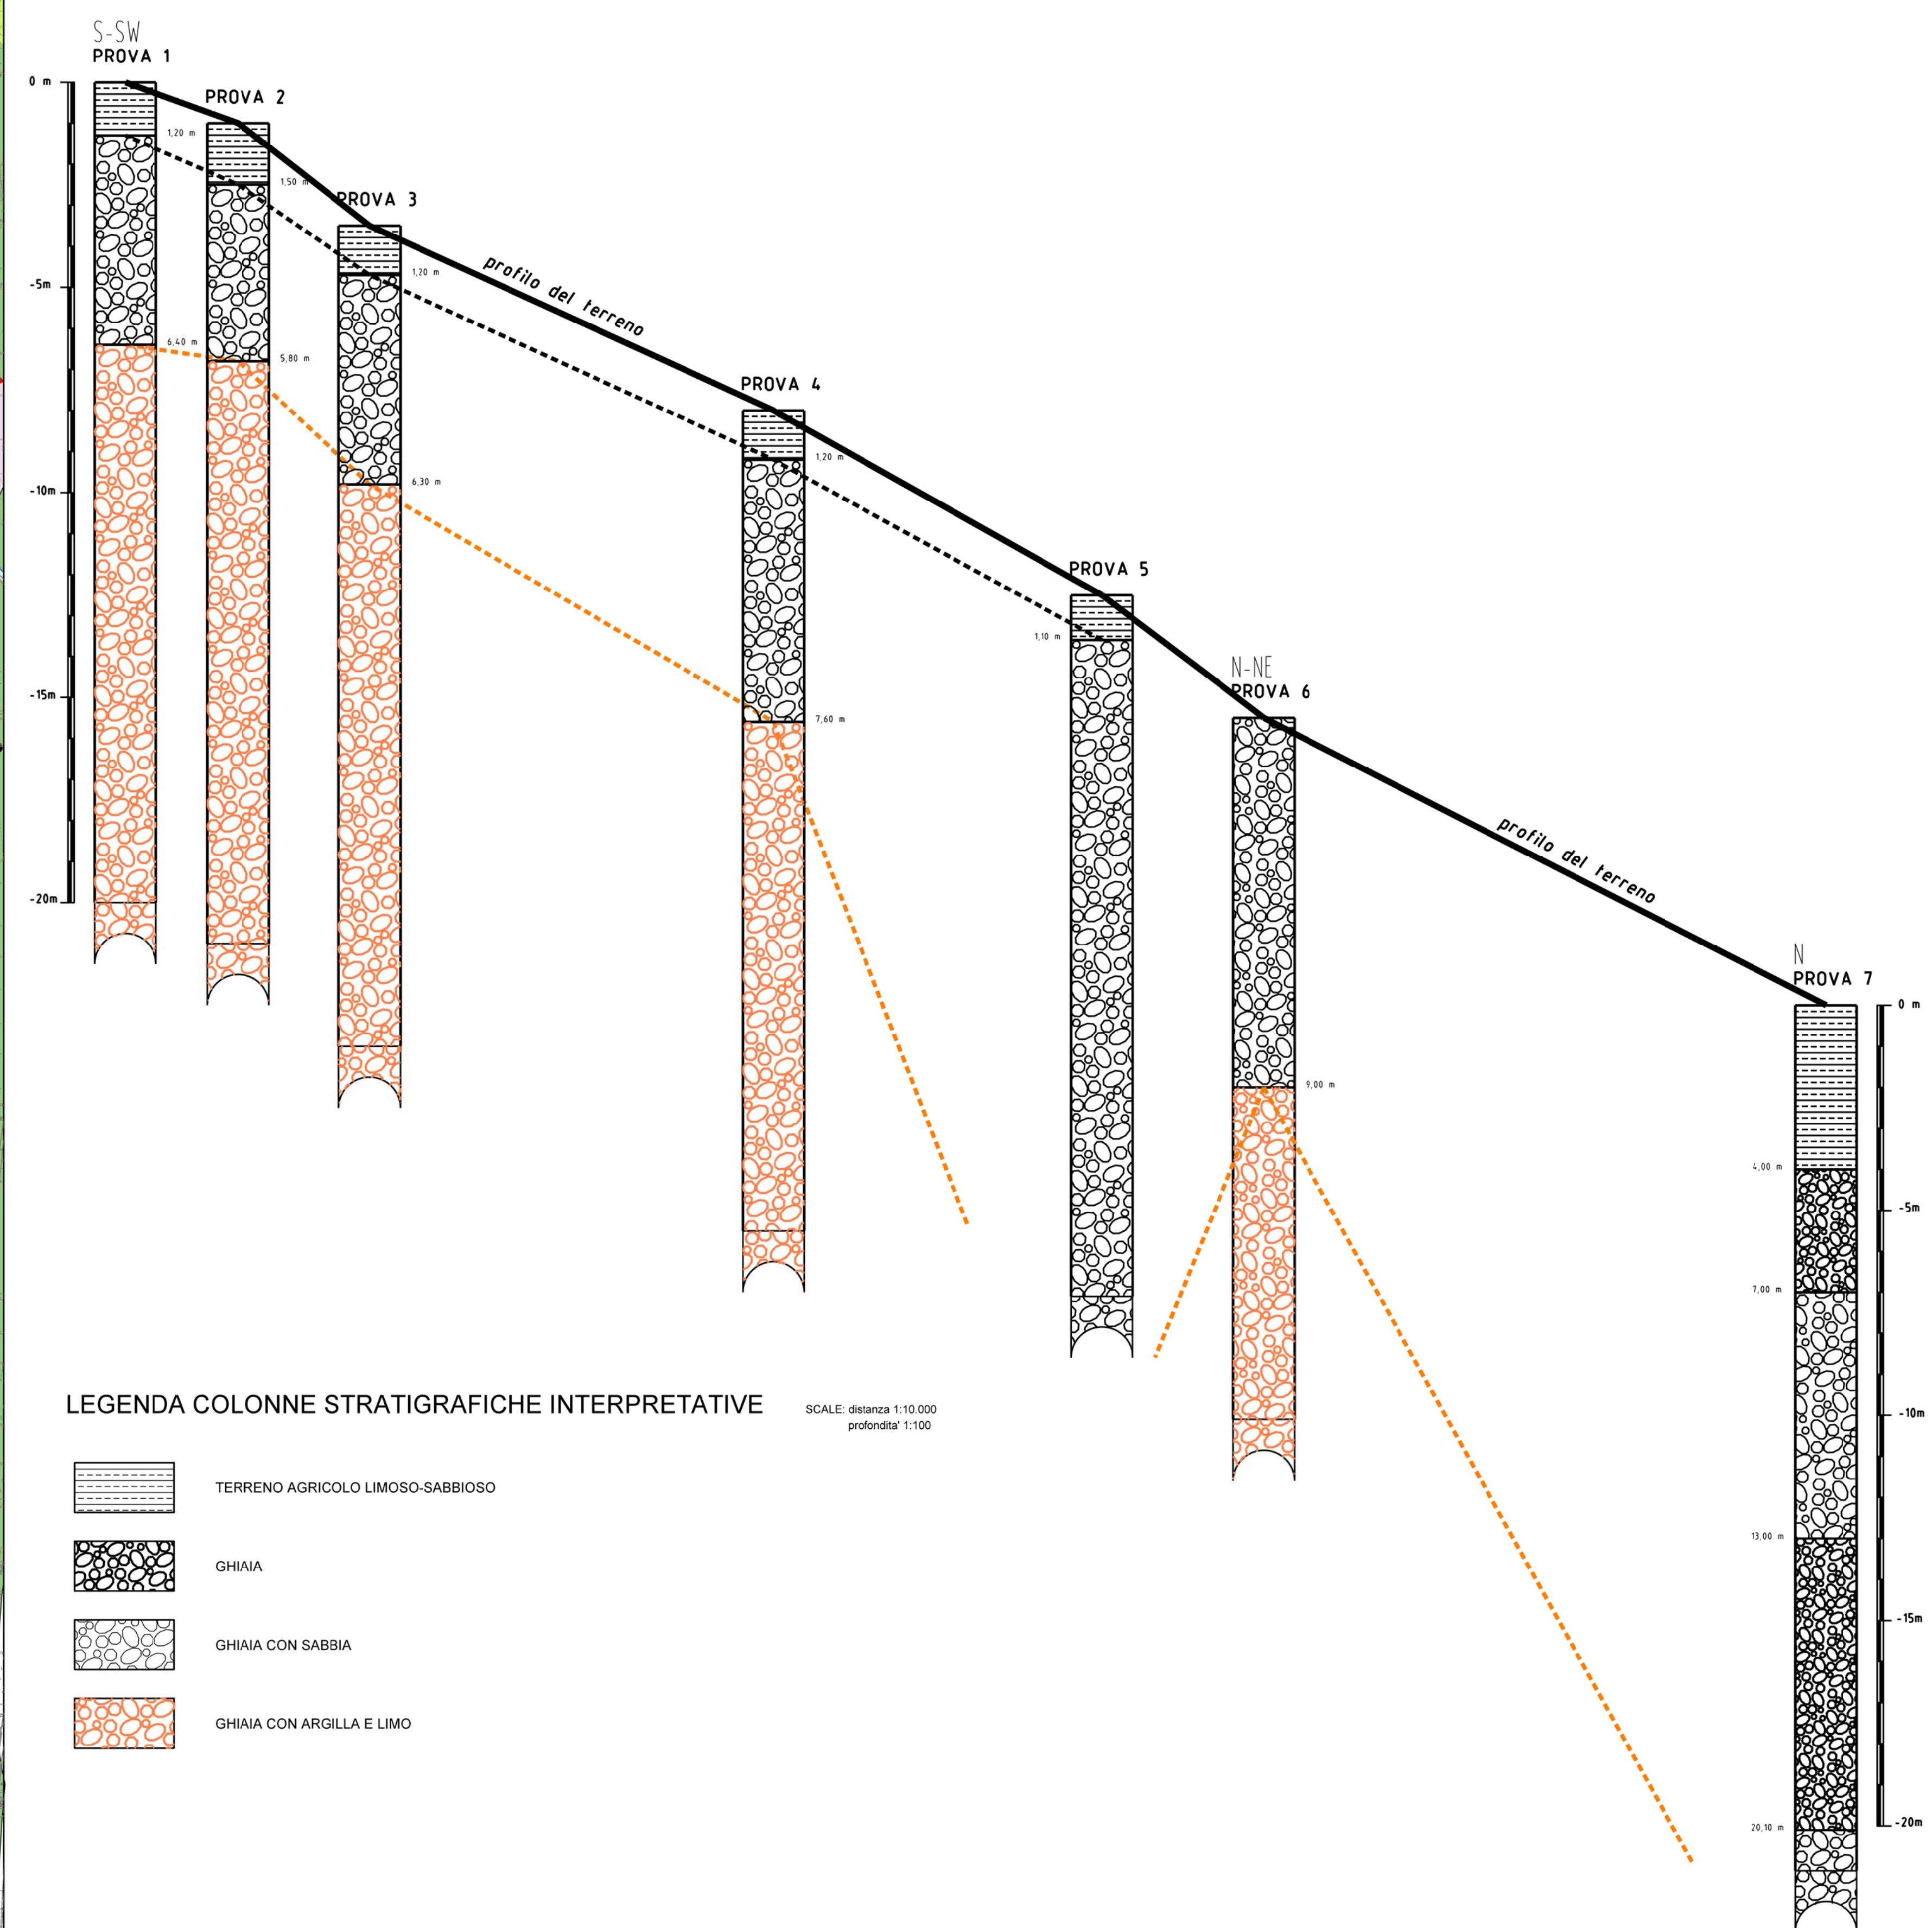 S-SW
PROVA 1
0 m
PROVA 2
1,20 m
1,50 m
PROVA 3
1,20 m
-5m
profilo del terreno
6,40 m
5,80 m
PROVA 4
1,20 m
-10m
6,30 m
PROVA 5
1,10 m
N-NE
PROVA 6
-15m
7,60 m
profilo del terreno
-20m
N
PROVA 7
0 m
9,00 m
4,00 m
-5m
7,00 m
-10m
13,00 m
-15m
20,10 m
-20m
LEGENDA COLONNE STRATIGRAFICHE INTERPRETATIVE
SCALE: distanza 1:10.000
profondita' 1:100
TERRENO AGRICOLO LIMOSO-SABBIOSO
GHIAIA
GHIAIA CON SABBIA
GHIAIA CON ARGILLA E LIMO